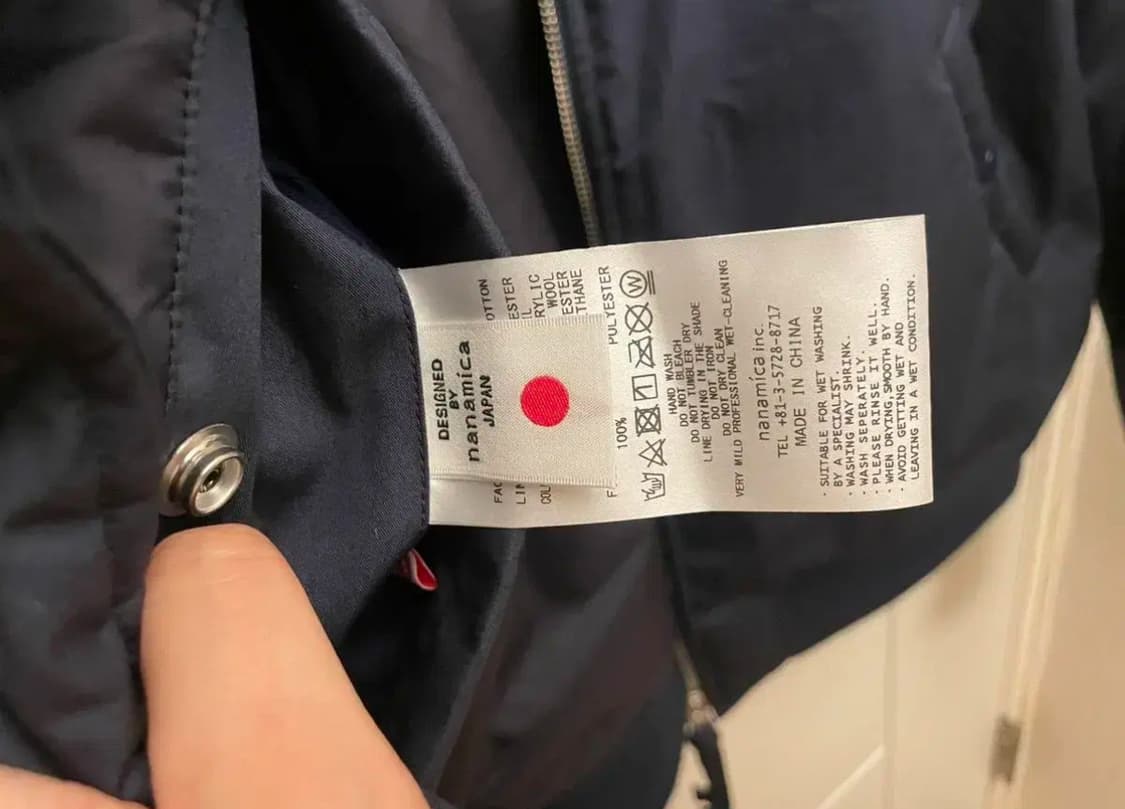 DESIGNED
BY
nanamíca
JAPAN
WOOL
POLYESTER
100%
W
HAND WASH
DO NOT BLEACH
DO NOT TUMBLER DRY
LINE DRYING IN THE SHADE
DO NOT IRON
DO NOT DRY CLEAN
VERY MILD PROFESSIONAL WET-CLEANING
nanamíca inc.
TEL +81-3-5728-8717
MADE IN CHINA
· SUITABLE FOR WET WASHING
BY A SPECIALIST.
· WASHING MAY SHRINK.
· WASH SEPERATELY.
· PLEASE RINSE IT WELL.
· WHEN DRYING,SMOOTH BY HAND.
· AVOID GETTING WET AND
LEAVING IN A WET CONDITION.